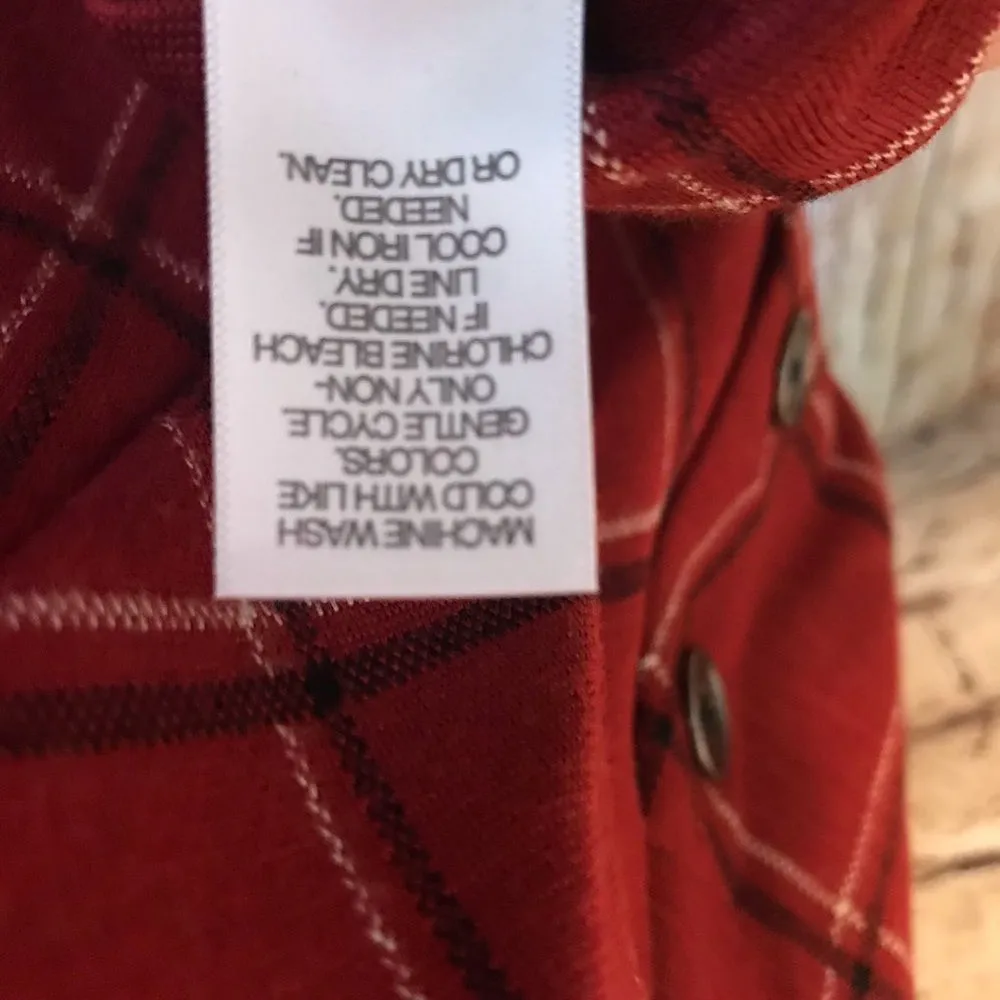 MACHINE WASH
COLD WITH LIKE
COLORS.
GENTLE CYCLE.
ONLY NON-
CHLORINE BLEACH
IF NEEDED.
LINE DRY.
COOL IRON IF
NEEDED.
OR DRY CLEAN.